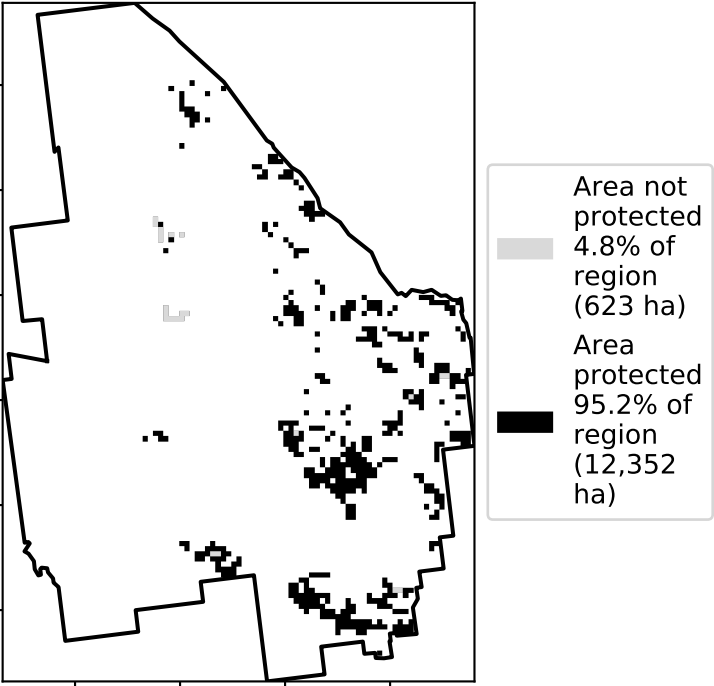 Area not
protected
4.8% of
region
(623 ha)
Area
protected
95.2% of
region
(12,352
ha)